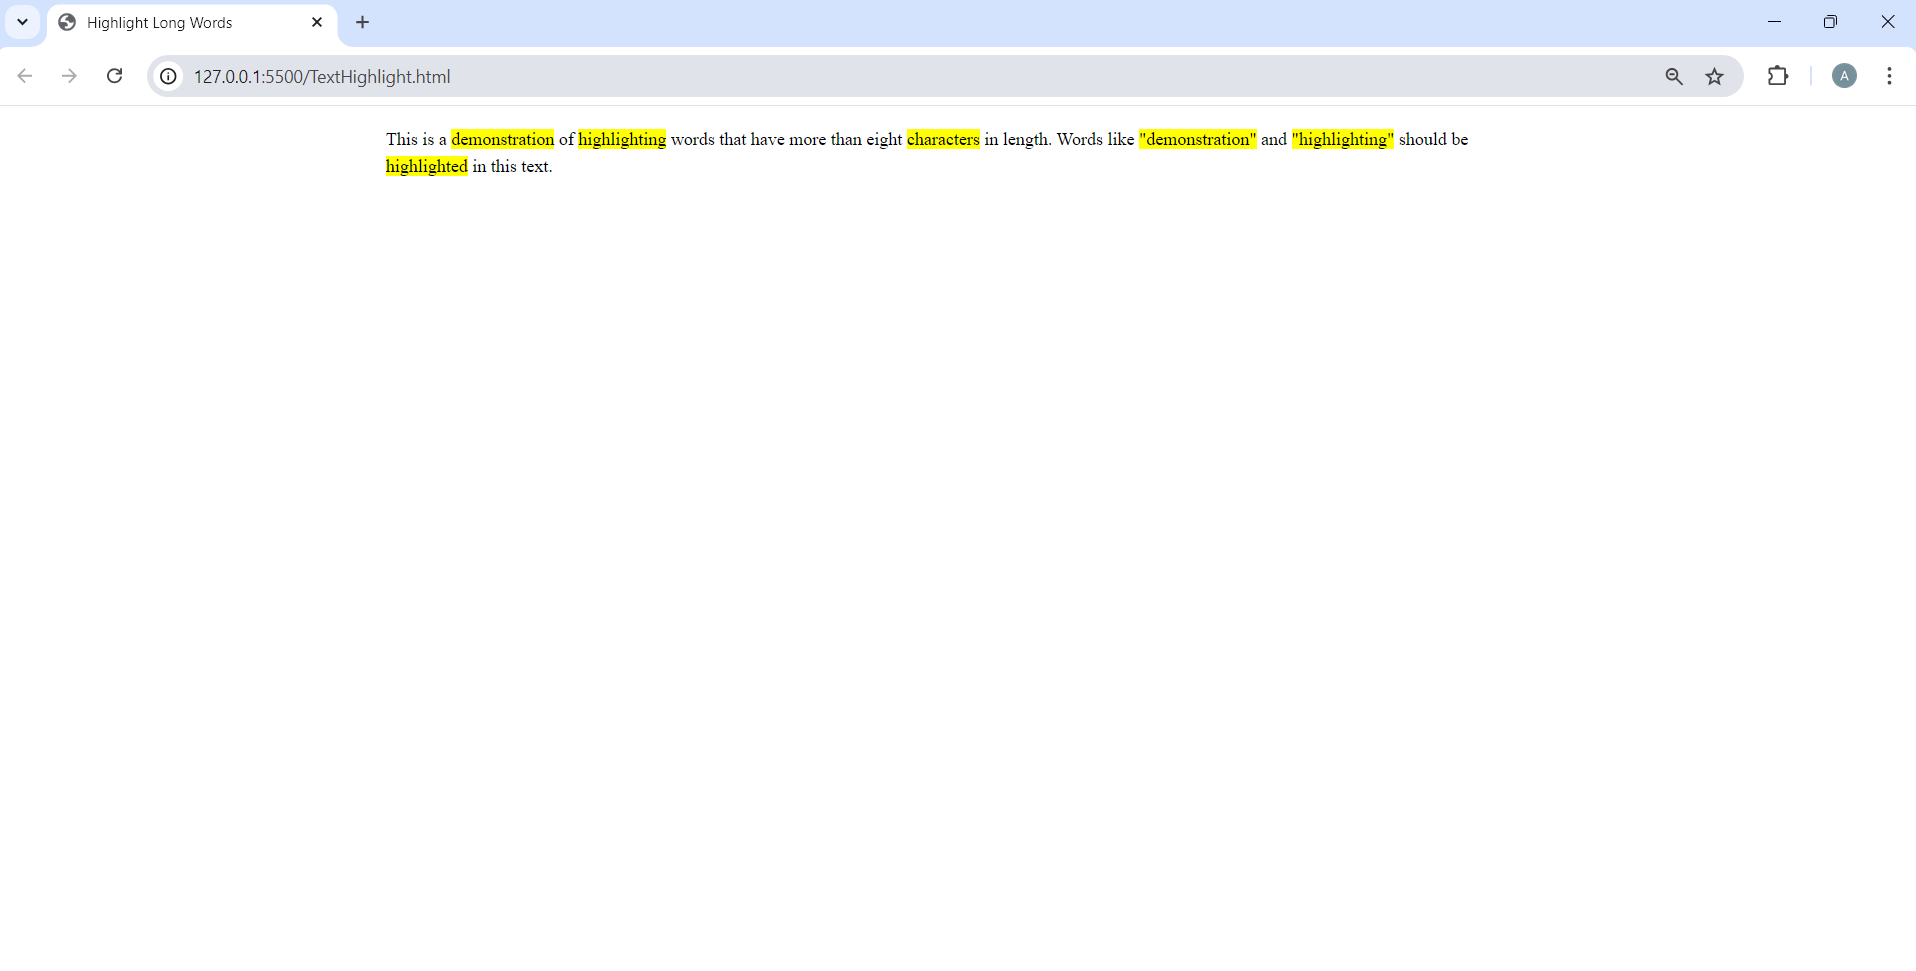 Highlight Long Words
127.0.0.1:5500/TextHighlight.html
A
This is a demonstration of highlighting words that have more than eight characters in length. Words like "demonstration" and "highlighting" should be
highlighted in this text.